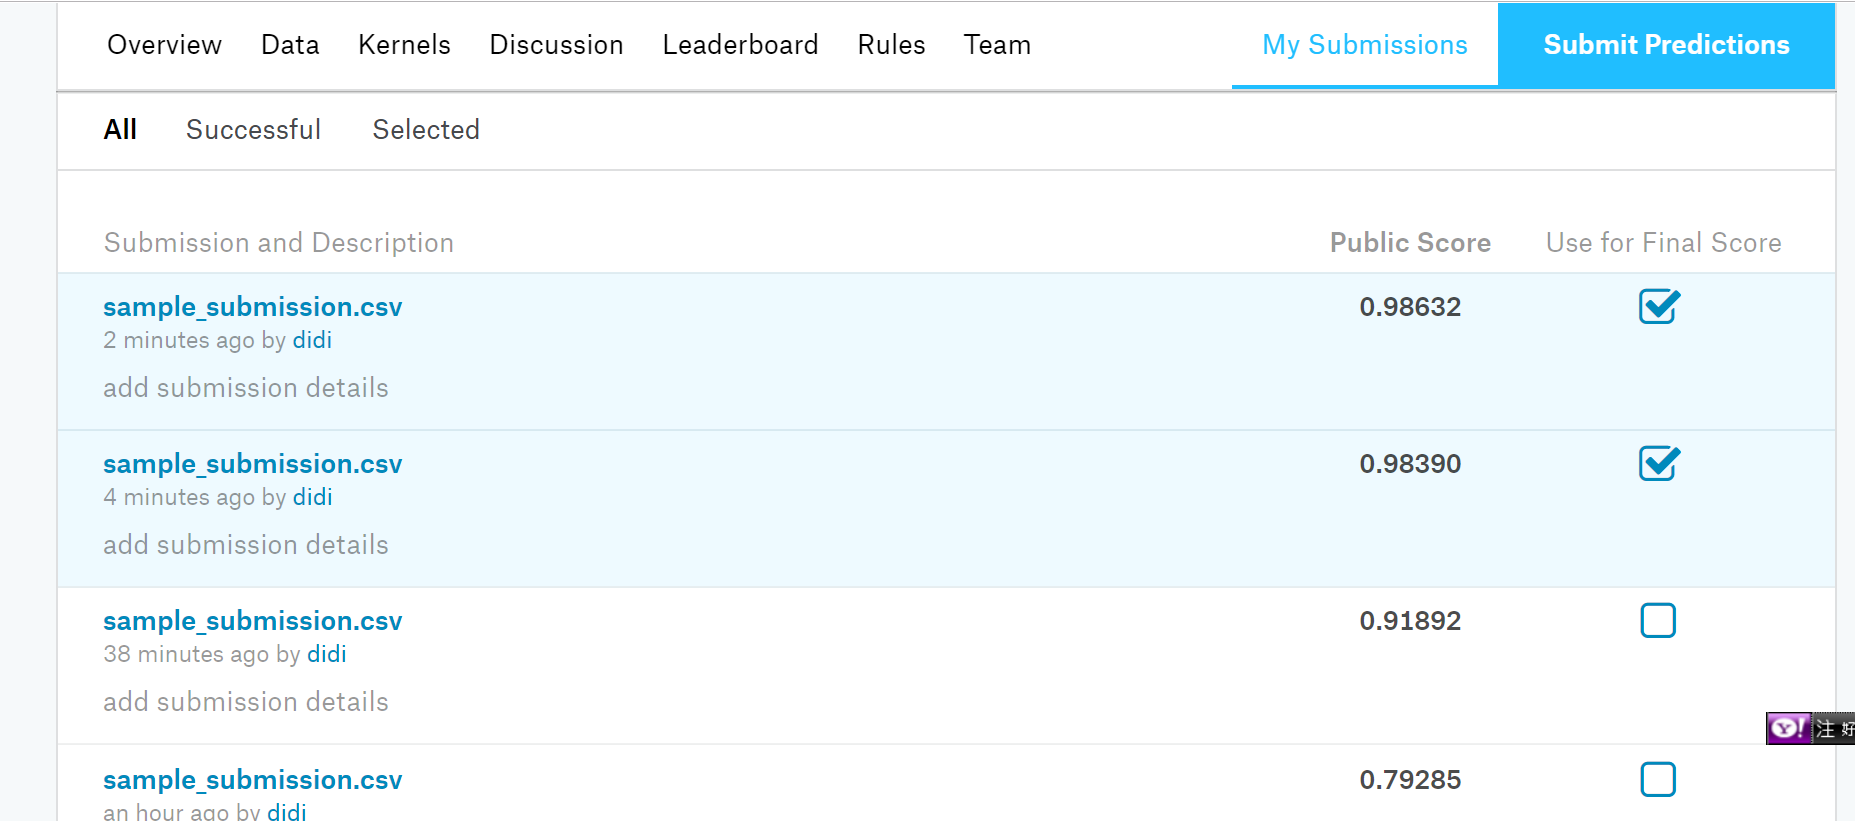 Overview Data Kernels Discussion Leaderboard Rules Team My Submissions Submit Predictions
All Successful Selected
Submission and Description Public Score Use for Final Score
sample_submission.csv 0.98632
2 minutes ago by didi
add submission details
sample_submission.csv 0.98390
4 minutes ago by didi
add submission details
sample_submission.csv 0.91892
38 minutes ago by didi
add submission details
Y! 注 好
sample_submission.csv 0.79285
an hour ago by didi